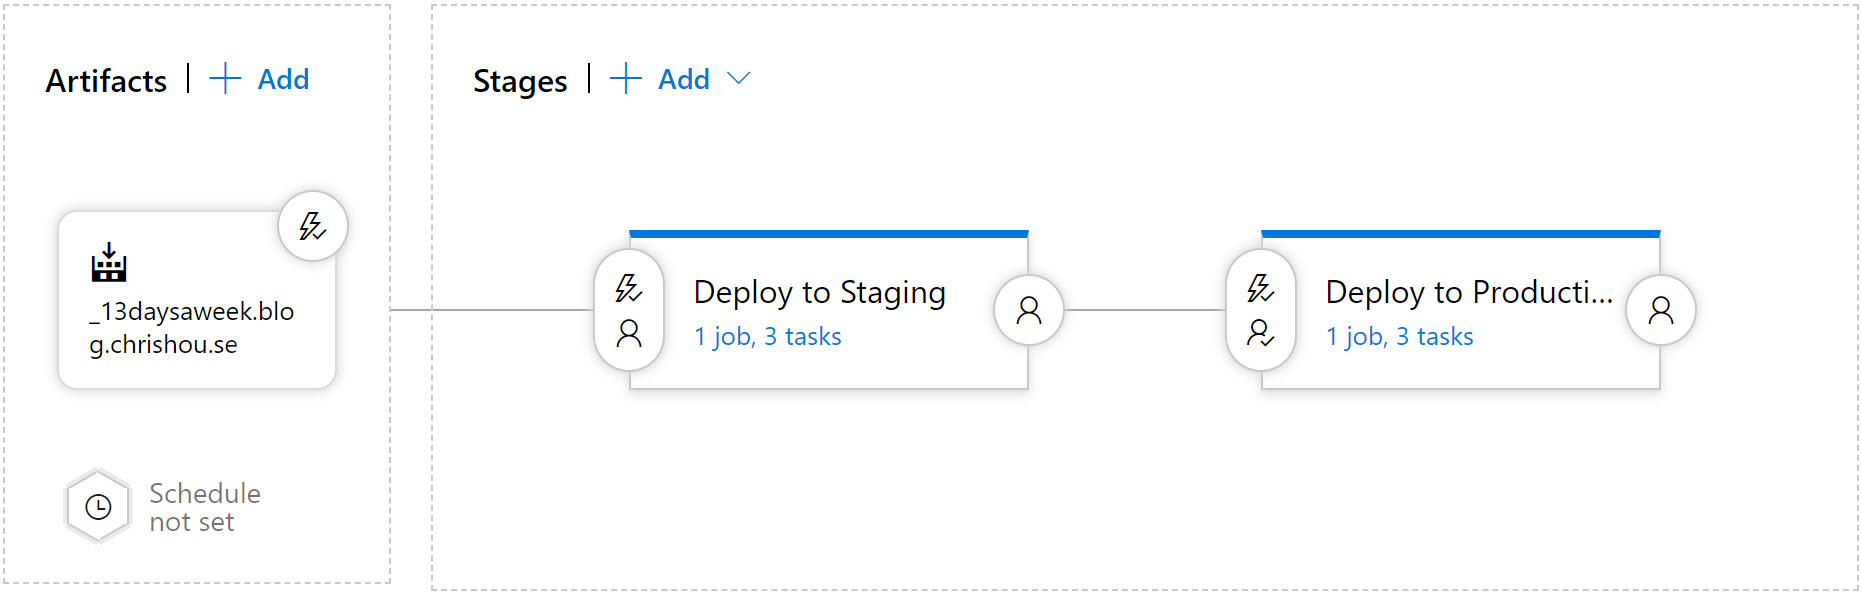 Artifacts | + Add
_13daysaweek.blo
g.chrishou.se
Schedule
not set
Stages | + Add
Deploy to Staging
1 job, 3 tasks
Deploy to Producti...
1 job, 3 tasks